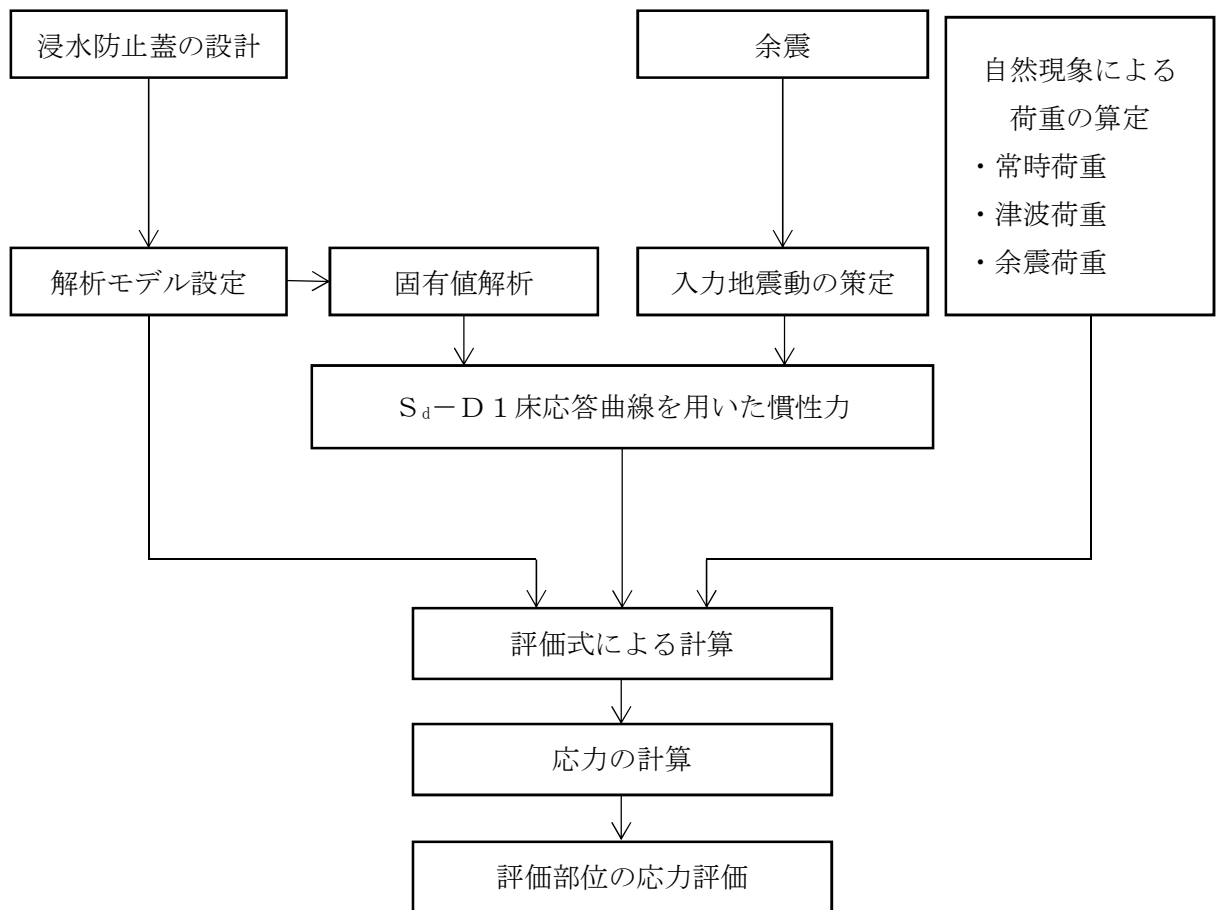 浸水防止蓋の設計
余震
自然現象による
荷重の算定
・常時荷重
・津波荷重
・余震荷重
解析モデル設定
固有値解析
入力地震動の策定
Ｓd－Ｄ１床応答曲線を用いた慣性力
評価式による計算
応力の計算
評価部位の応力評価